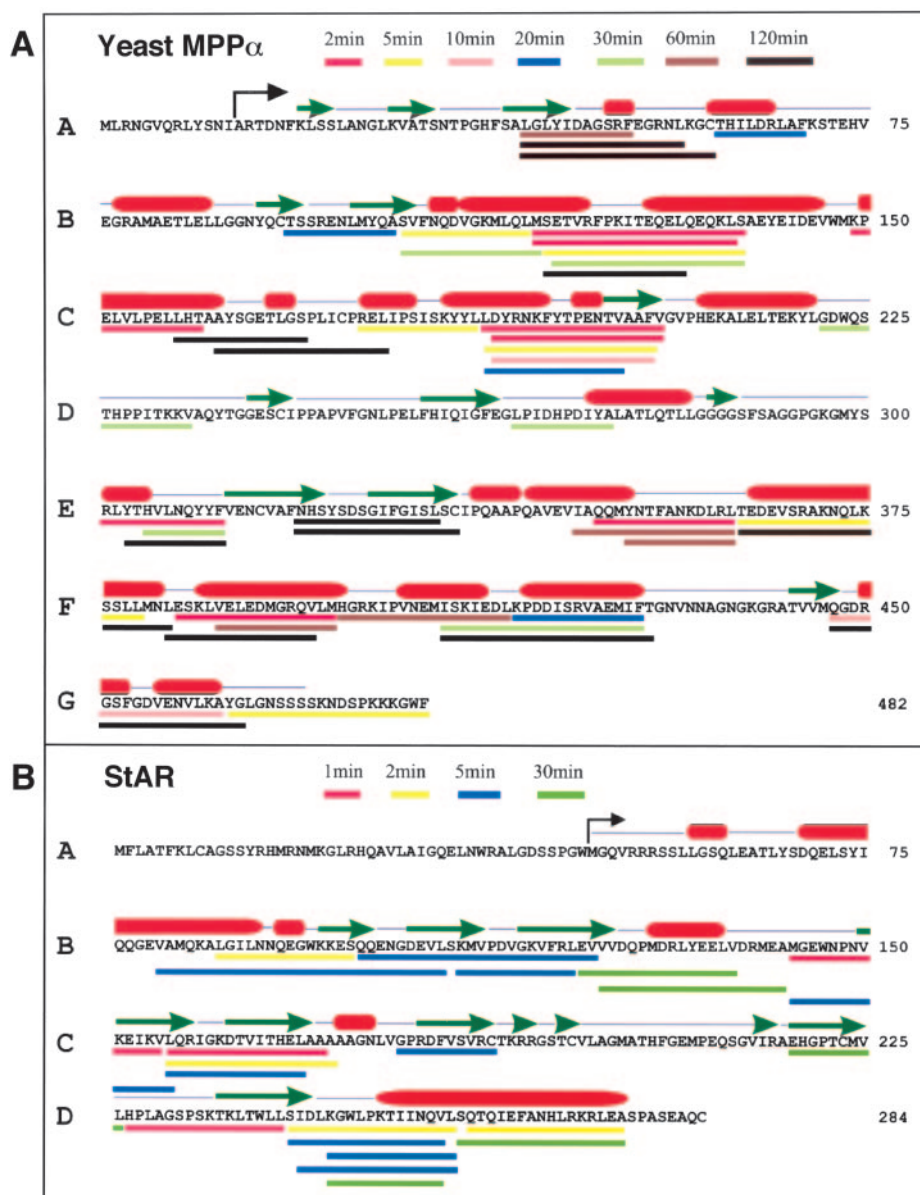 A Yeast MPPα
2min 5min 10min 20min 30min 60min 120min
A MLRNGVQRLYSNIARTDNFKLSSLANGLKVATSNTPGHFSALGLYIDAGSRFEGRNLKGCTHILDRLAFKSTEHV 75
B EGRAMAETLELLGGNYQCTSSRENLMYQASVFNQDVGKMLQLMSETVRFPKITEQELQEQKLSAEYEIDEVWMKP 150
C ELVLPELLHTAAYSGETLGSPLICPRELIPSISKYYLLDYRNKFYTPENTVAAFVGVPHEKALELTEKYLGDWQS 225
D THPPITKKVAQYTGGESCIPPAPVFGNLPELFHIQIGFEGLPIDHPDIYALATLQTLLGGGGSFSAGGPGKGMYS 300
E RLYTHVLNQYYFVENCVAFNHSYSDSGIFGISLSCIPQAAPQAVEVIAQQMYNTFANKDLRLTEDEVSRAKNQLK 375
F SSLLMNLESKLVELEDMGRQVLMHGRKIPVNEMISKIEDLKPDDISRVAEMIFTGNVNNAGNGKGRATVVMQGDR 450
G GSFGDVENVLKAYGLGNSSSSKNDSPKKKGWF 482
B StAR
1min 2min 5min 30min
A MFLATFKLCAGSSYRHMRNMKGLRHQAVLAIGQELNWRALGDSSPGWMGQVRRRSSLLGSQLEATLYSDQELSYI 75
B QQGEVAMQKALGILNNQEGWKKESQQENGDEVLSKMVPDVGKVFRLEVVVDQPMDRLYEELVDRMEAMGEWNPNV 150
C KEIKVLQRIGKDTVITHELAAAAAGNLVGPRDFVSVRCTKRRGSTCVLAGMATHFGEMPEQSGVIRAEHGPTCMV 225
D LHPLAGSPSKTKLTWLLSIDLKGWLPKTIINQVLSQTQIEFANHLRKRLEASPASEAQC 284